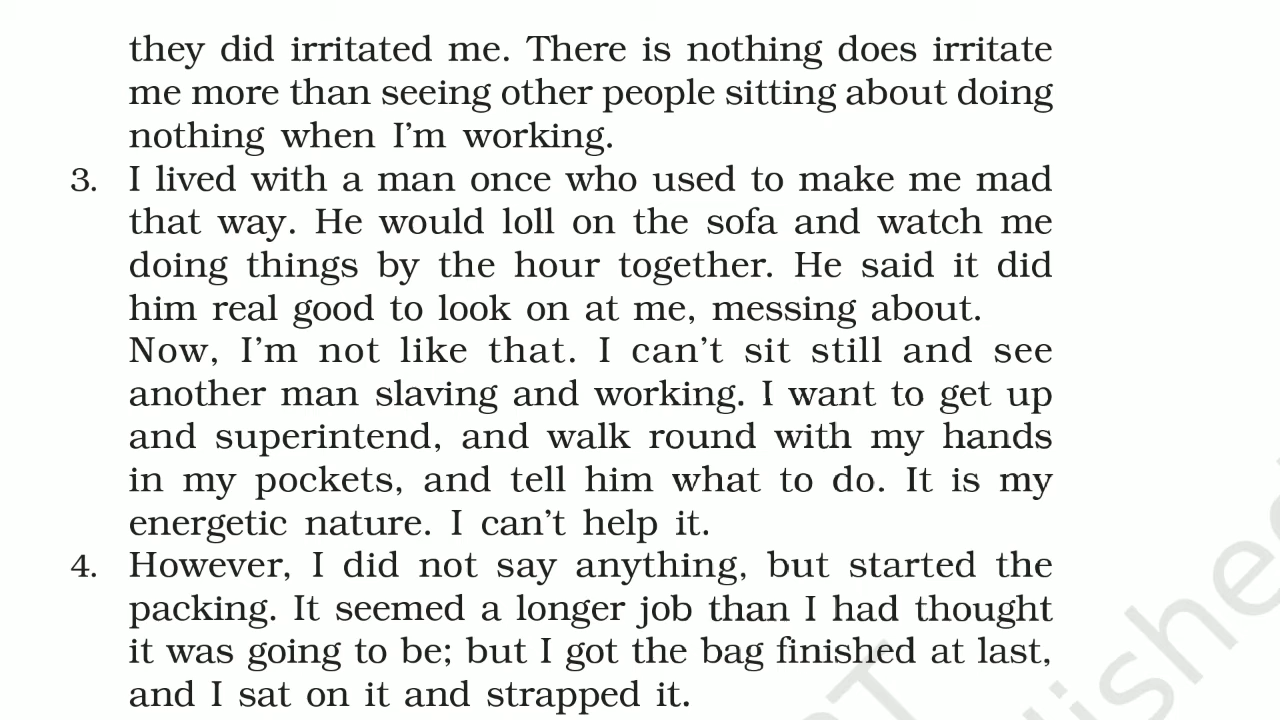 they did irritated me. There is nothing does irritate
me more than seeing other people sitting about doing
nothing when I'm working.
3. I lived with a man once who used to make me mad
that way. He would loll on the sofa and watch me
doing things by the hour together. He said it did
him real good to look on at me, messing about.
Now, I'm not like that. I can't sit still and see
another man slaving and working. I want to get up
and superintend, and walk round with my hands
in my pockets, and tell him what to do. It is my
energetic nature. I can't help it.
4. However, I did not say anything, but started the
packing. It seemed a longer job than I had thought
it was going to be; but I got the bag finished at last,
and I sat on it and strapped it.